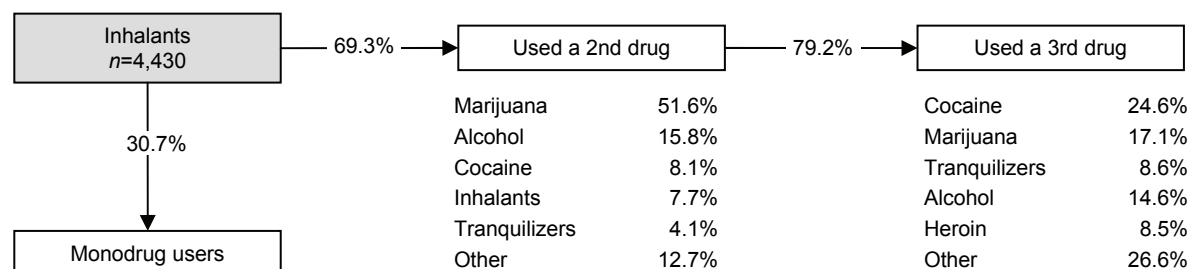 Inhalants
n=4,430
69.3%
Used a 2nd drug
79.2%
Used a 3rd drug
30.7%
Monodrug users
Marijuana 51.6%
Alcohol 15.8%
Cocaine 8.1%
Inhalants 7.7%
Tranquilizers 4.1%
Other 12.7%
Cocaine 24.6%
Marijuana 17.1%
Tranquilizers 8.6%
Alcohol 14.6%
Heroin 8.5%
Other 26.6%